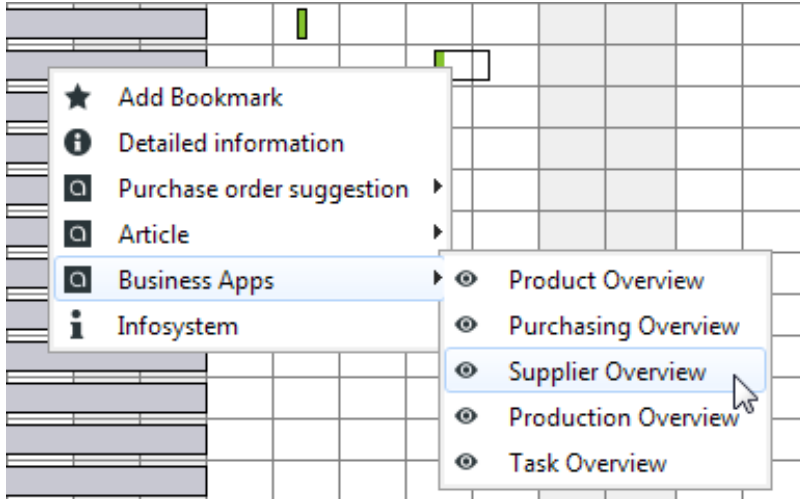 Add Bookmark
Detailed information
Purchase order suggestion
Article
Business Apps
Infosystem
Product Overview
Purchasing Overview
Supplier Overview
Production Overview
Task Overview